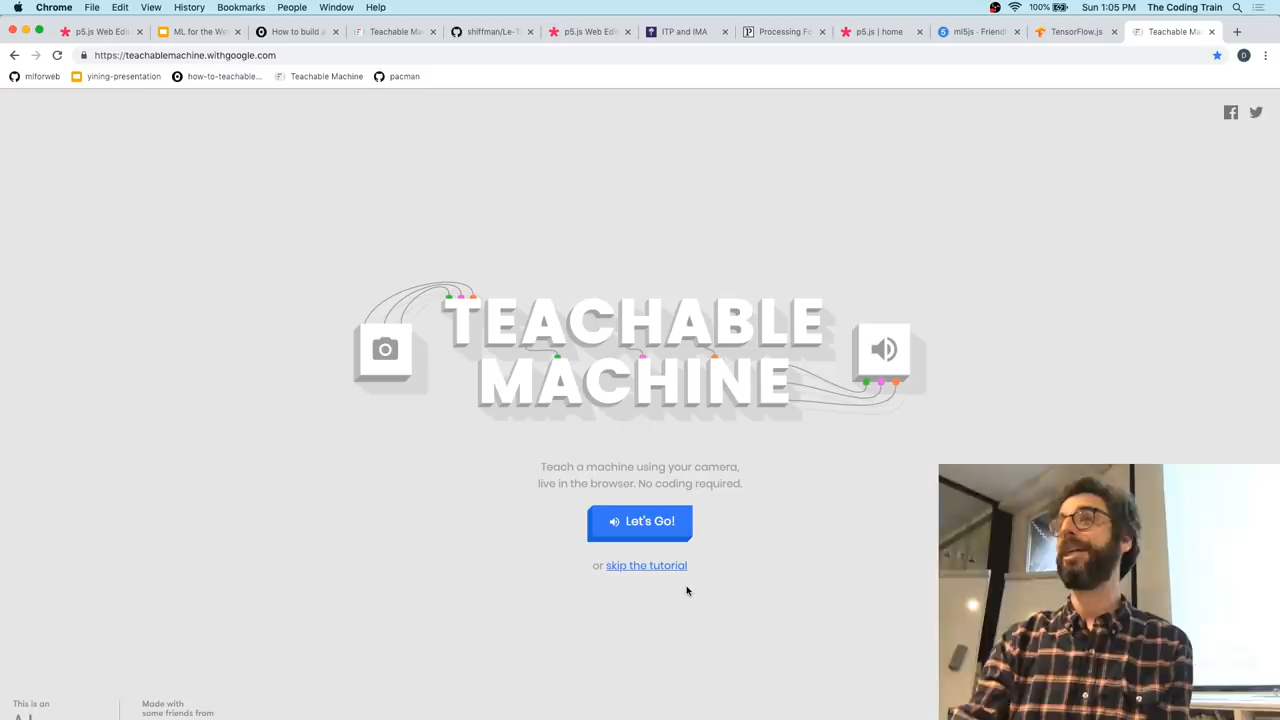 Chrome File Edit View History Bookmarks People Window Help 100% Sun 1:05 PM The Coding Train
p5.js Web Edi ML for the We How to build a Teachable Ma shiffman/Le-T p5.js Web Edi ITP and IMA Processing Fo p5.js | home ml5js · Friendl TensorFlow.js Teachable Ma
https://teachablemachine.withgoogle.com D
mlforweb yining-presentation how-to-teachable... Teachable Machine pacman
TEACHABLE
MACHINE
Teach a machine using your camera,
live in the browser. No coding required.
Let's Go!
or skip the tutorial
This is an Made with
some friends from